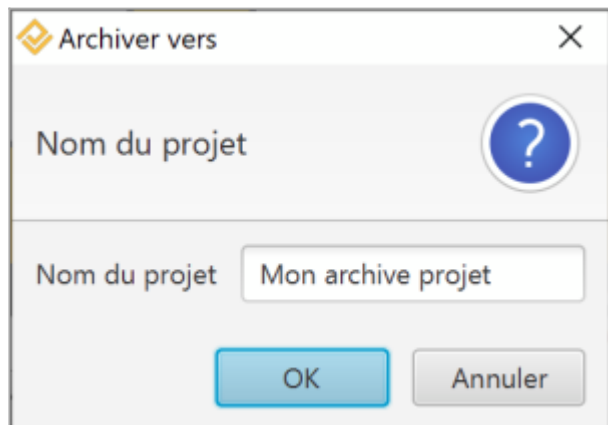 Archiver vers
Nom du projet
?
Nom du projet Mon archive projet
OK Annuler